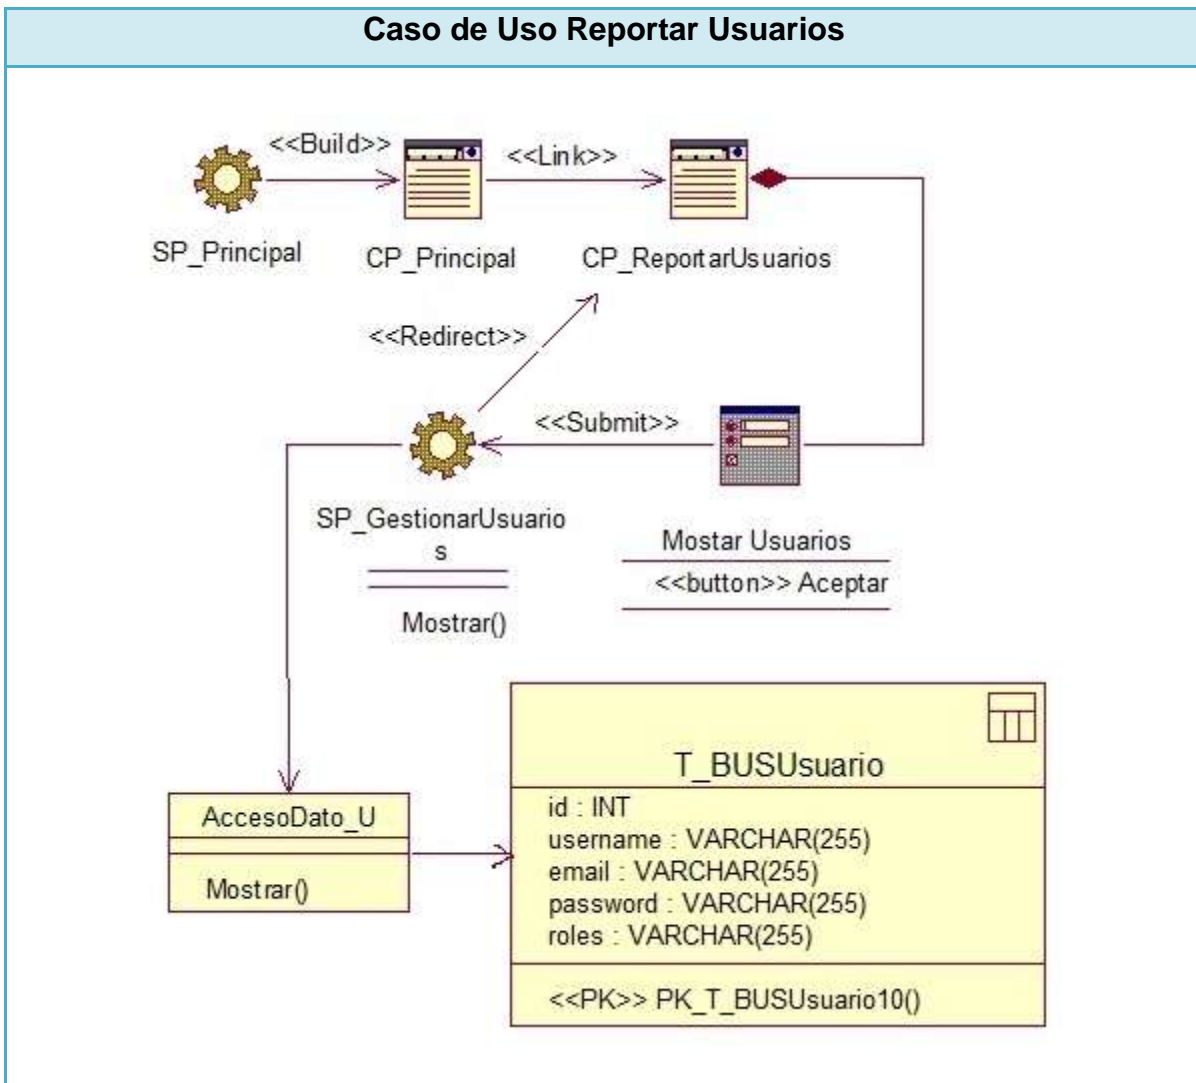 Caso de Uso Reportar Usuarios
<<Build>>
<<Link>>
SP_Principal
CP_Principal
CP_ReportarUsuarios
<<Redirect>>
<<Submit>>
SP_GestionarUsuario
s
Mostrar()
Mostar Usuarios
<<button>> Aceptar
AccesoDato_U
Mostrar()
T_BUSUsuario
id : INT
username : VARCHAR(255)
email : VARCHAR(255)
password : VARCHAR(255)
roles : VARCHAR(255)
<<PK>> PK_T_BUSUsuario10()